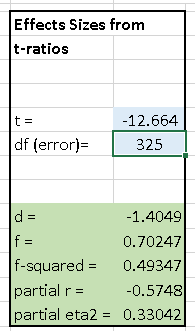 Effects Sizes from
t-ratios
t = -12.664
df (error)= 325
d = -1.4049
f = 0.70247
f-squared = 0.49347
partial r = -0.5748
partial eta2 = 0.33042